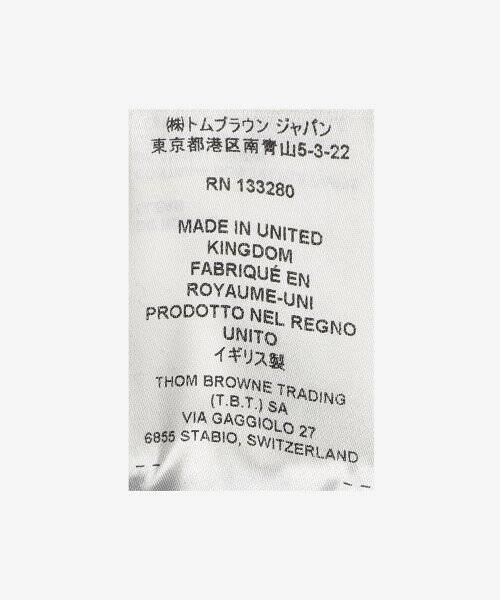 ㈱トムブラウン ジャパン
東京都港区南青山5-3-22
RN 133280
MADE IN UNITED
KINGDOM
FABRIQUÉ EN
ROYAUME-UNI
PRODOTTO NEL REGNO
UNITO
イギリス製
THOM BROWNE TRADING
(T.B.T.) SA
VIA GAGGIOLO 27
6855 STABIO, SWITZERLAND